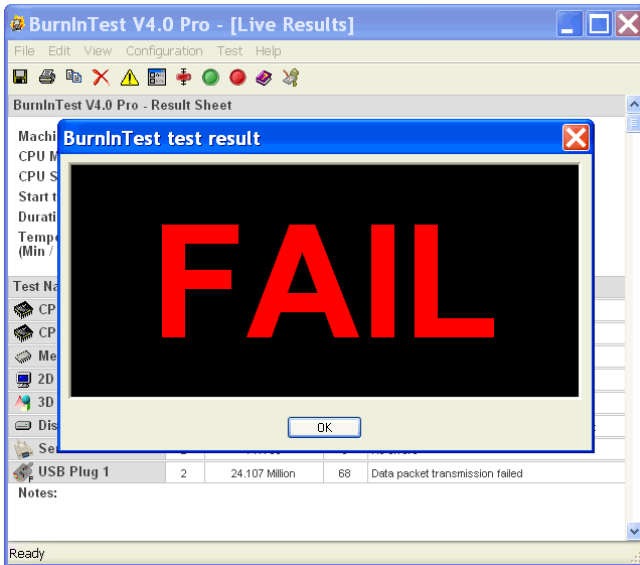 BurnInTest V4.0 Pro - [Live Results]
File Edit View Configuration Test Help
BurnInTest V4.0 Pro - Result Sheet
BurnInTest test result
FAIL
OK
Machi
CPU M
CPU S
Start t
Durati
Tempe
(Min /
Test Na
CP
CP
Me
2D
3D
Dis
Ser
USB Plug 1 2 24.107 Million 68 Data packet transmission failed
Notes:
Ready